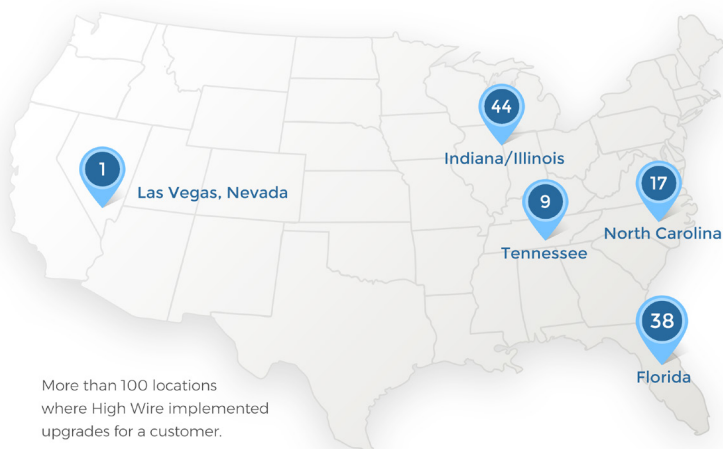 44
Indiana/Illinois
1
Las Vegas, Nevada
17
North Carolina
9
Tennessee
38
Florida
More than 100 locations
where High Wire implemented
upgrades for a customer.